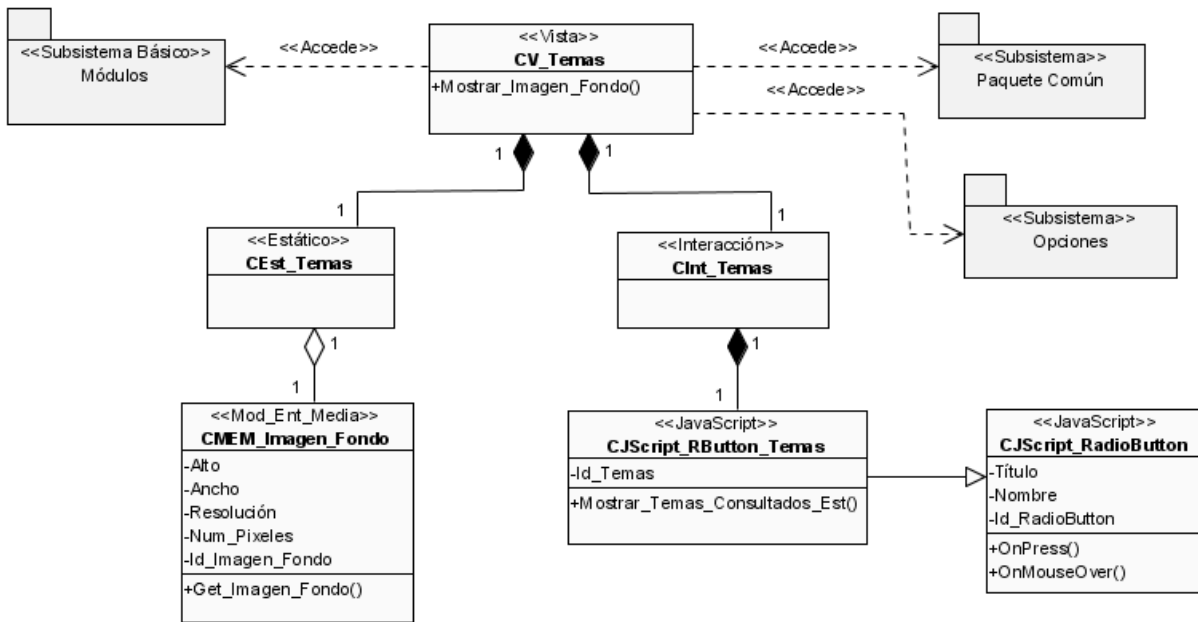 <<Subsistema Básico>>
Módulos
<<Accede>>
<<Vista>>
CV_Temas
+Mostrar_Imagen_Fondo()
<<Accede>>
<<Accede>>
<<Subsistema>>
Paquete Común
<<Subsistema>>
Opciones
1
1
1
1
<<Estático>>
CEst_Temas
<<Interacción>>
CInt_Temas
1
1
1
1
<<Mod_Ent_Media>>
CMEM_Imagen_Fondo
-Alto
-Ancho
-Resolución
-Num_Pixeles
-Id_Imagen_Fondo
+Get_Imagen_Fondo()
<<JavaScript>>
CJScript_RButton_Temas
-Id_Temas
+Mostrar_Temas_Consultados_Est()
<<JavaScript>>
CJScript_RadioButton
-Título
-Nombre
-Id_RadioButton
+OnPress()
+OnMouseOver()